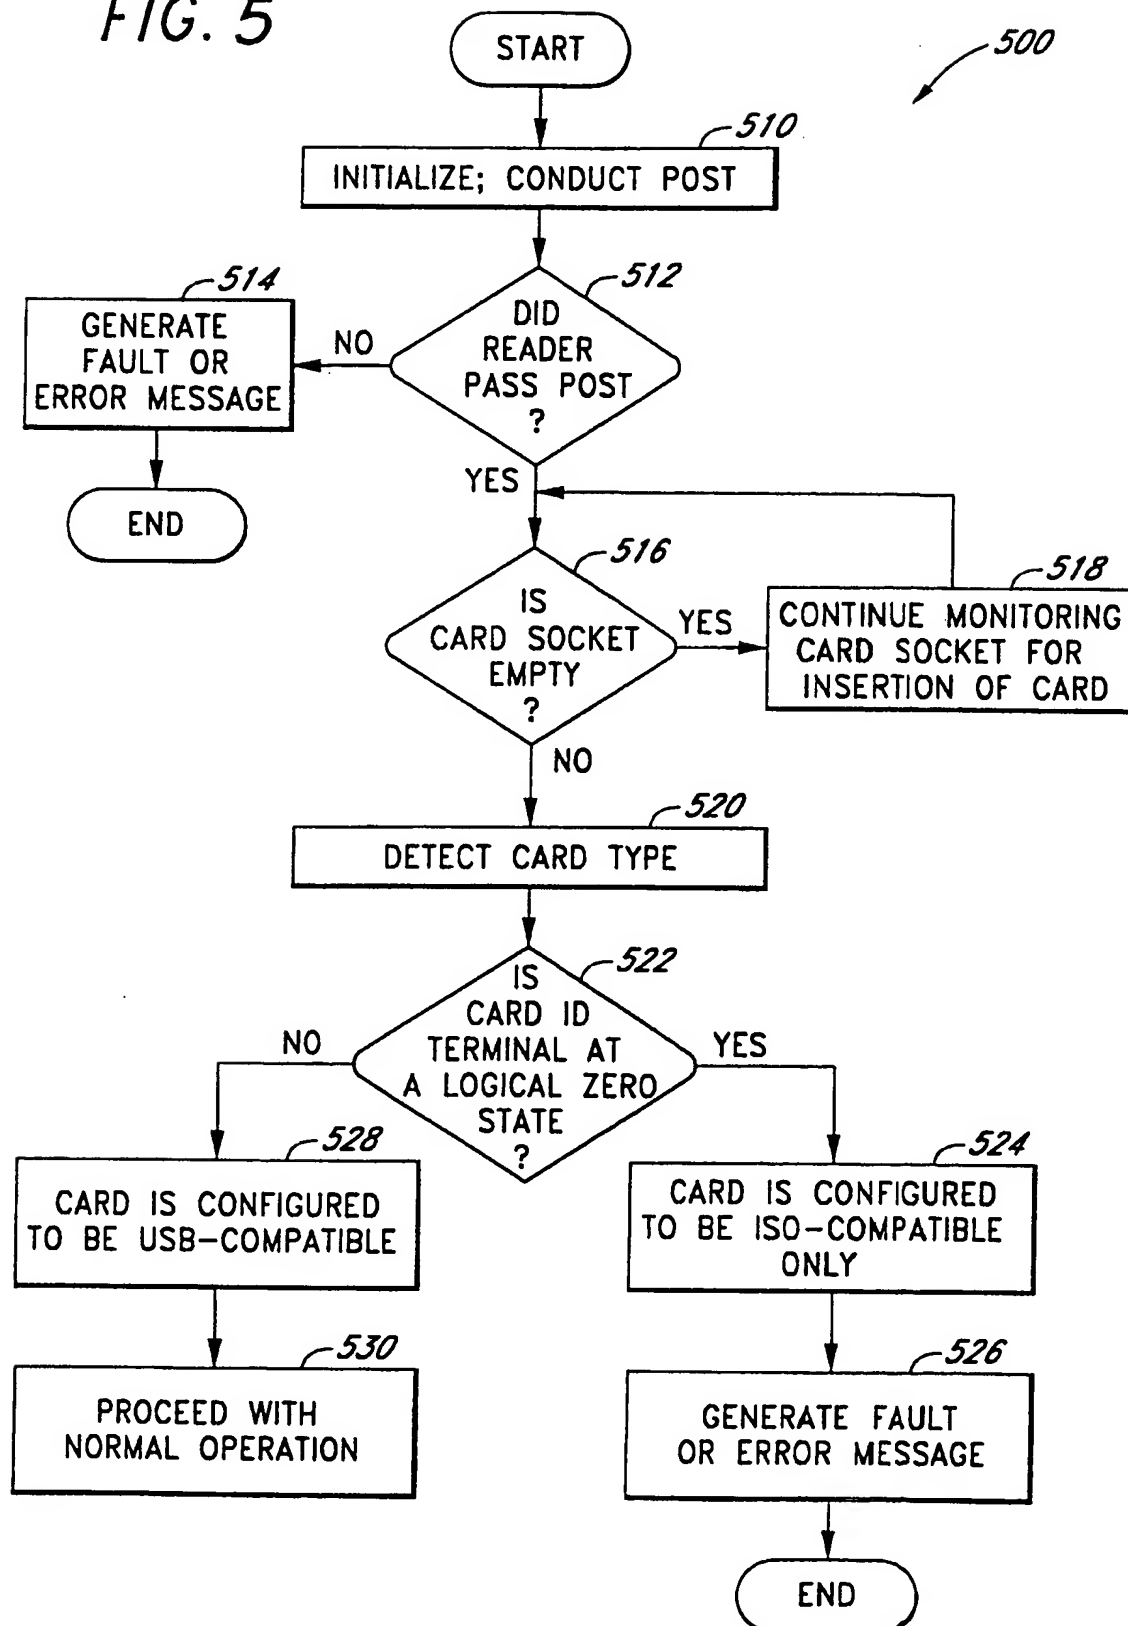 FIG. 5
START
500
510
INITIALIZE; CONDUCT POST
512
514
DID
READER
PASS POST
?
NO
GENERATE
FAULT OR
ERROR MESSAGE
END
YES
516
IS
CARD SOCKET
EMPTY
?
YES
518
CONTINUE MONITORING
CARD SOCKET FOR
INSERTION OF CARD
NO
520
DETECT CARD TYPE
522
IS
CARD ID
TERMINAL AT
A LOGICAL ZERO
STATE
?
NO
YES
528
CARD IS CONFIGURED
TO BE USB-COMPATIBLE
524
CARD IS CONFIGURED
TO BE ISO-COMPATIBLE
ONLY
530
PROCEED WITH
NORMAL OPERATION
526
GENERATE FAULT
OR ERROR MESSAGE
END